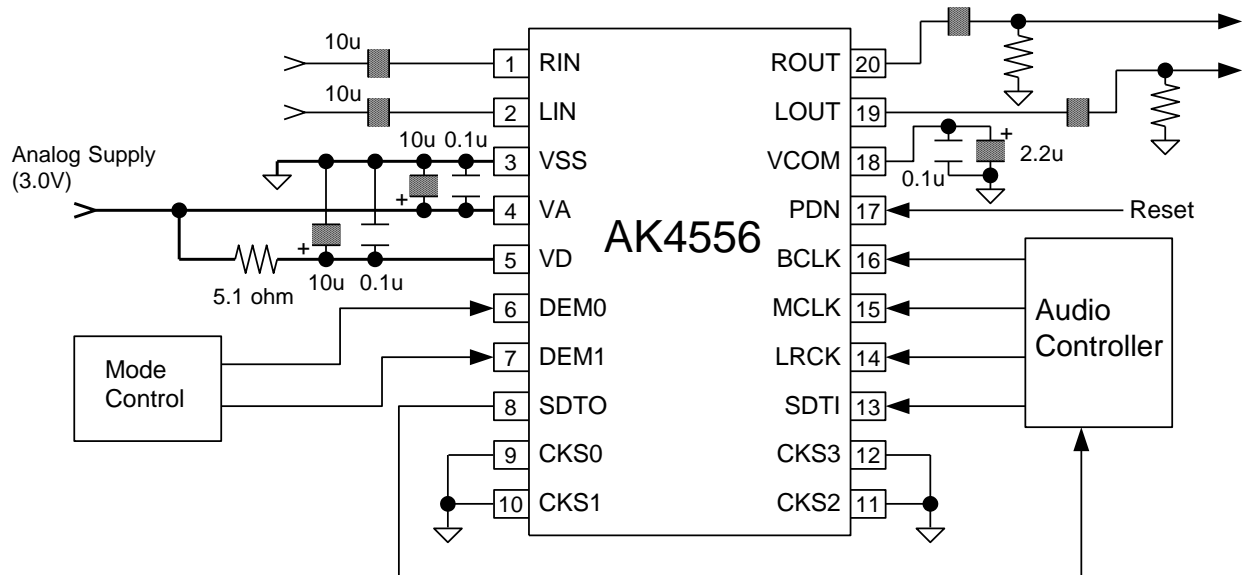 10u
1 RIN
ROUT 20
10u
2 LIN
LOUT 19
Analog Supply
(3.0V)
10u 0.1u
3 VSS
VCOM 18
+
0.1u
2.2u
+
4 VA
PDN 17
Reset
AK4556
+
5 VD
BCLK 16
5.1 ohm
10u
0.1u
6 DEM0
MCLK 15
Audio
Controller
Mode
Control
7 DEM1
LRCK 14
8 SDTO
SDTI 13
9 CKS0
CKS3 12
10 CKS1
CKS2 11